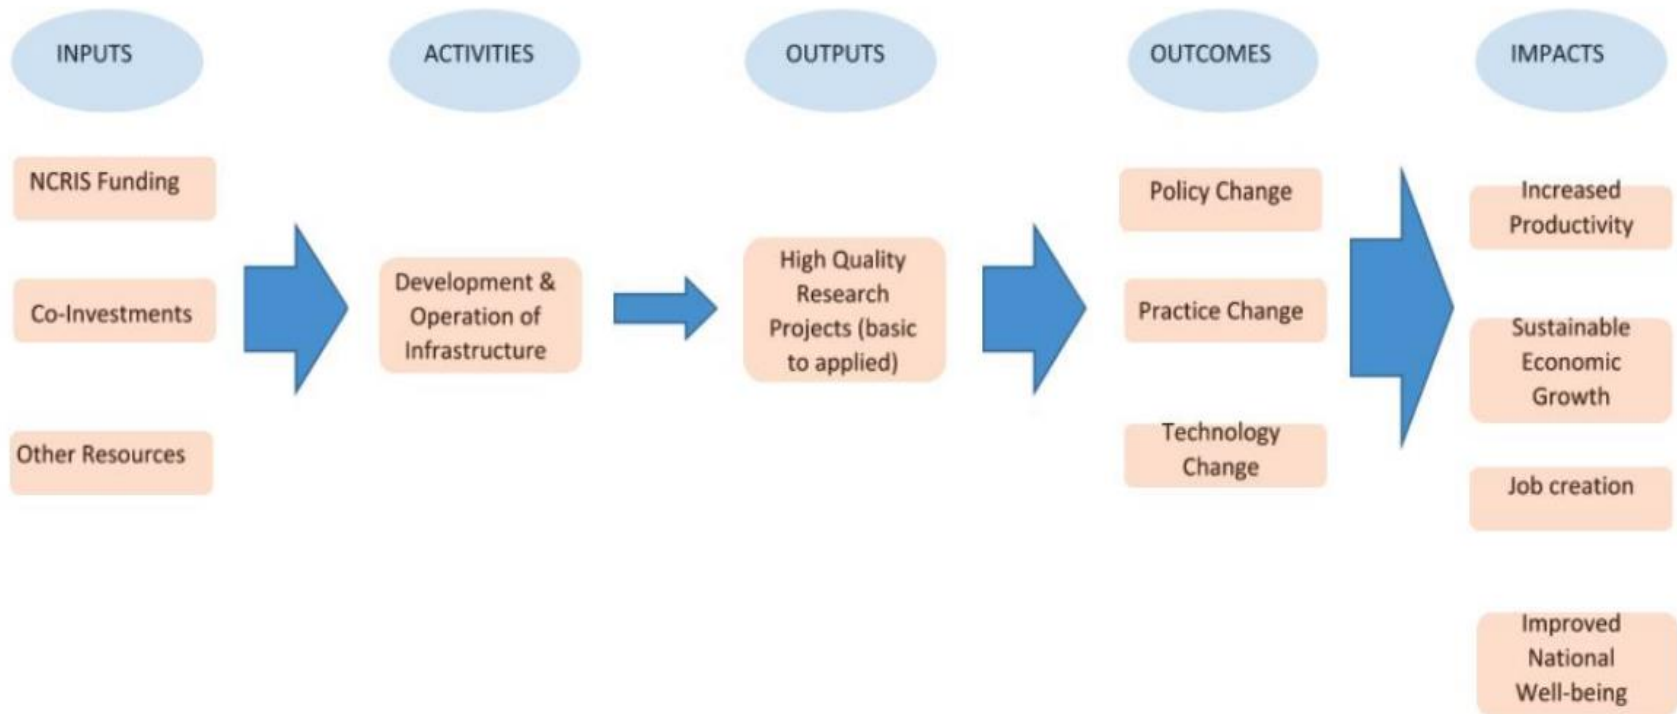 INPUTS
ACTIVITIES
OUTPUTS
OUTCOMES
IMPACTS
NCRIS Funding
Co-Investments
Other Resources
Development &
Operation of
Infrastructure
High Quality
Research
Projects (basic
to applied)
Policy Change
Practice Change
Technology
Change
Increased
Productivity
Sustainable
Economic
Growth
Job creation
Improved
National
Well-being